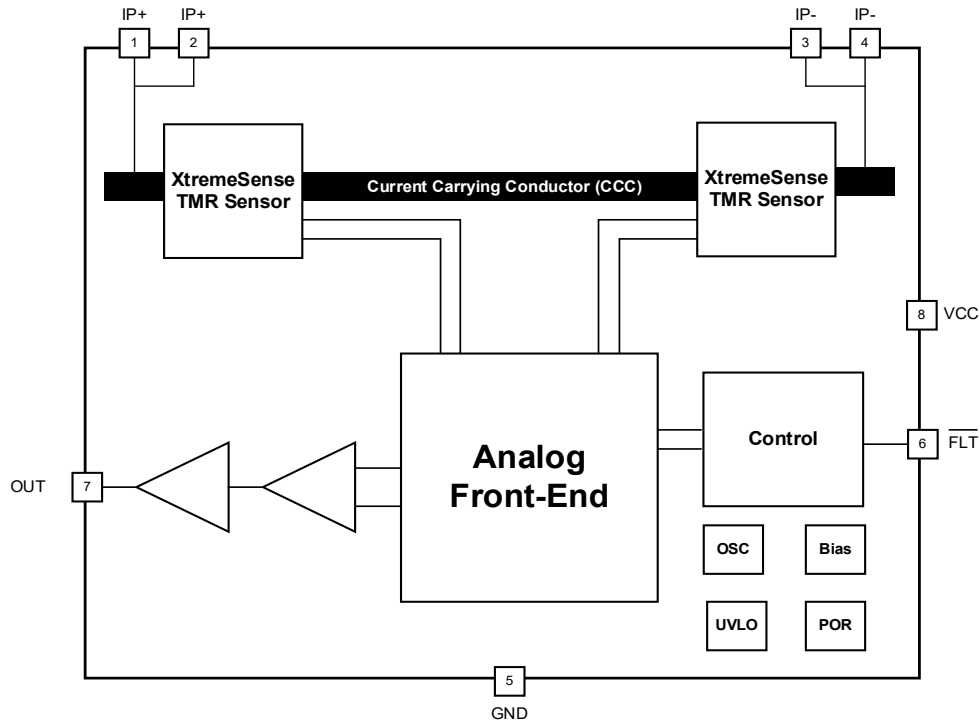 IP+ IP+ IP- IP-
1 2 3 4
XtremeSense
TMR Sensor
Current Carrying Conductor (CCC)
XtremeSense
TMR Sensor
8 VCC
Analog
Front-End
Control
6 FLT
OUT 7
OSC Bias
UVLO POR
5
GND